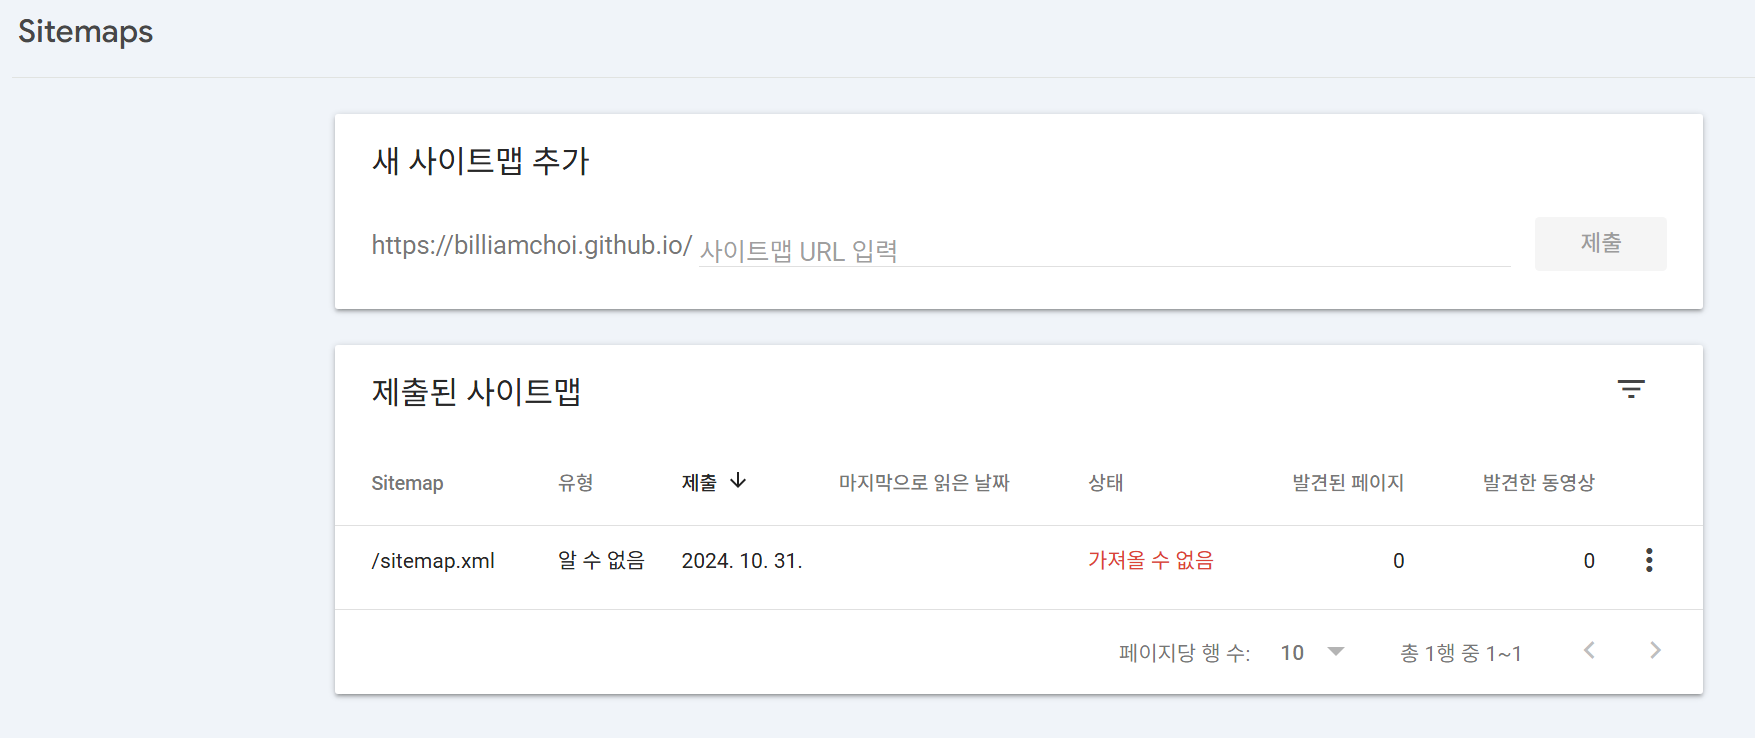 Sitemaps
새 사이트맵 추가
https://billiamchoi.github.io/ 사이트맵 URL 입력 제출
제출된 사이트맵
Sitemap 유형 제출 마지막으로 읽은 날짜 상태 발견된 페이지 발견한 동영상
/sitemap.xml 알 수 없음 2024. 10. 31. 가져올 수 없음 0 0
페이지당 행 수: 10 총 1행 중 1~1